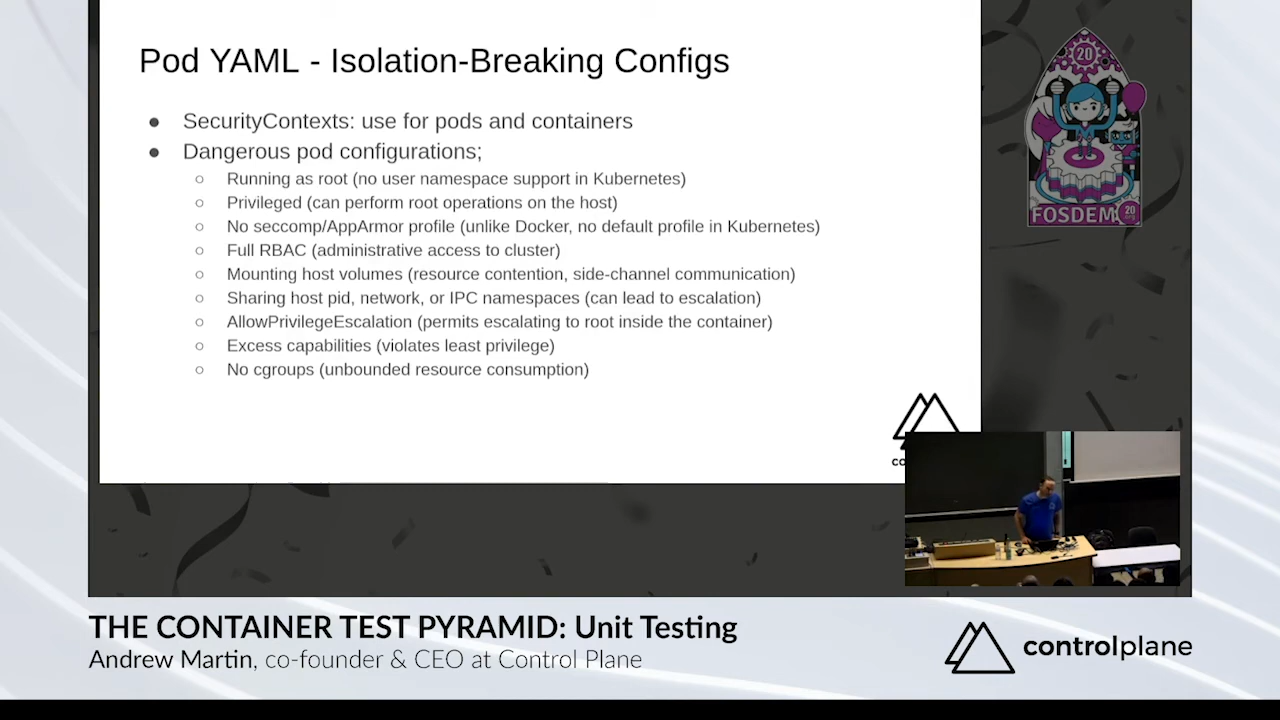 Pod YAML - Isolation-Breaking Configs
● SecurityContexts: use for pods and containers
● Dangerous pod configurations;
○ Running as root (no user namespace support in Kubernetes)
○ Privileged (can perform root operations on the host)
○ No seccomp/AppArmor profile (unlike Docker, no default profile in Kubernetes)
○ Full RBAC (administrative access to cluster)
○ Mounting host volumes (resource contention, side-channel communication)
○ Sharing host pid, network, or IPC namespaces (can lead to escalation)
○ AllowPrivilegeEscalation (permits escalating to root inside the container)
○ Excess capabilities (violates least privilege)
○ No cgroups (unbounded resource consumption)
co
20
FOSDEM
20
.org
THE CONTAINER TEST PYRAMID: Unit Testing
Andrew Martin, co-founder & CEO at Control Plane
controlplane